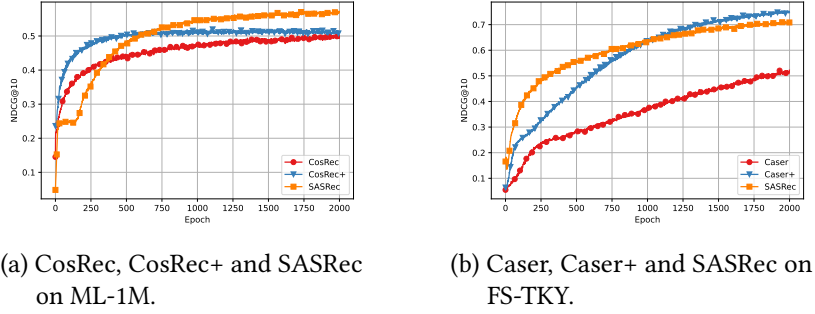 0.5
0.4
0.3
0.2
0.1
NDCG@10
CosRec
CosRec+
SASRec
0 250 500 750 1000 1250 1500 1750 2000
Epoch
(a) CosRec, CosRec+ and SASRec
on ML-1M.
0.7
0.6
0.5
0.4
0.3
0.2
0.1
NDCG@10
Caser
Caser+
SASRec
0 250 500 750 1000 1250 1500 1750 2000
Epoch
(b) Caser, Caser+ and SASRec on
FS-TKY.